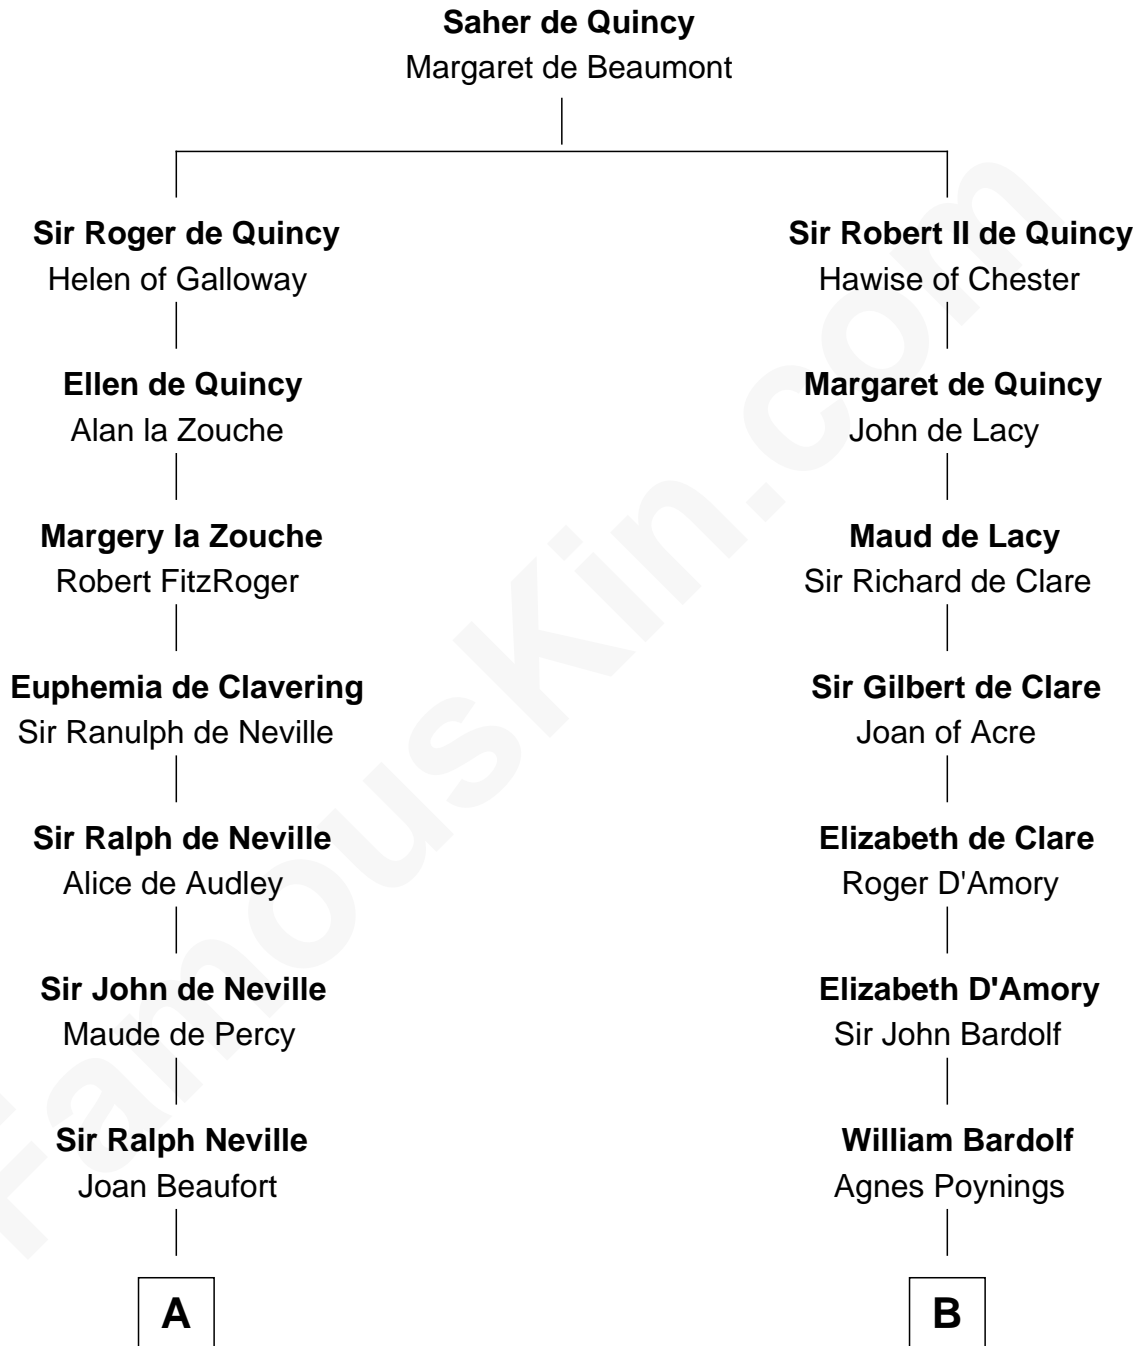 Saher de Quincy
Margaret de Beaumont
Sir Roger de Quincy
Helen of Galloway
Sir Robert II de Quincy
Hawise of Chester
Ellen de Quincy
Alan la Zouche
Margaret de Quincy
John de Lacy
Margery la Zouche
Robert FitzRoger
Maud de Lacy
Sir Richard de Clare
Euphemia de Clavering
Sir Ranulph de Neville
Sir Gilbert de Clare
Joan of Acre
Sir Ralph de Neville
Alice de Audley
Elizabeth de Clare
Roger D'Amory
Sir John de Neville
Maude de Percy
Elizabeth D'Amory
Sir John Bardolf
Sir Ralph Neville
Joan Beaufort
William Bardolf
Agnes Poynings
A
B
FamousKin.com